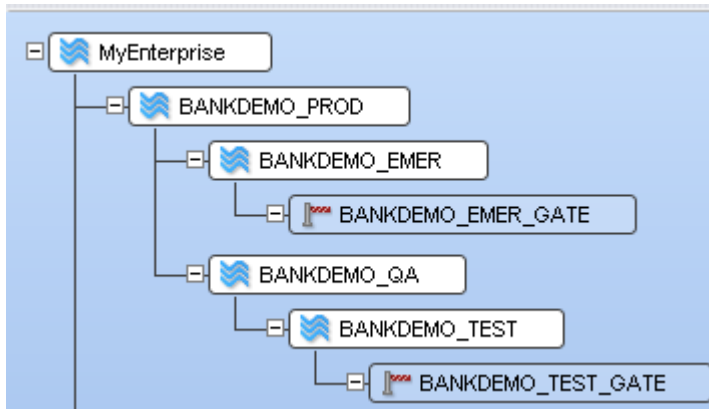 MyEnterprise
BANKDEMO_PROD
BANKDEMO_EMER
BANKDEMO_EMER_GATE
BANKDEMO_QA
BANKDEMO_TEST
BANKDEMO_TEST_GATE